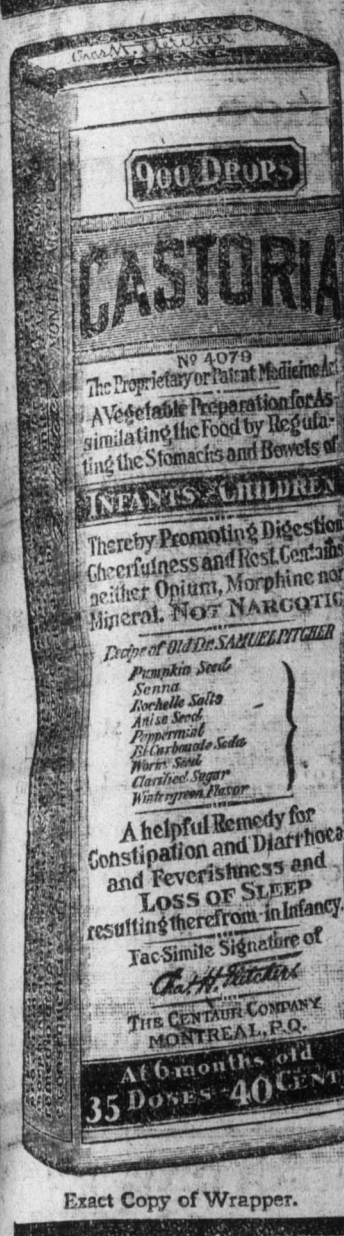 Chas. H. Fletcher
900 DROPS
CASTORIA
Nº 4079
The Proprietary or Patent Medicine Act
A Vegetable Preparation for As-
similating the Food by Regula-
ting the Stomachs and Bowels of
INFANTS CHILDREN
Thereby Promoting Digestion
Cheerfulness and Rest. Contains
neither Opium, Morphine nor
Mineral. NOT NARCOTIC
Recipe of Old Dr. SAMUEL PITCHER
Pumpkin Seed
Senna
Rochelle Salts
Anise Seed
Peppermint
Bi Carbonate Soda
Worm Seed
Clarified Sugar
Wintergreen Flavor
A helpful Remedy for
Constipation and Diarrhoea
and Feverishness and
LOSS OF SLEEP
resulting therefrom in Infancy.
Fac-Simile Signature of
Chas. H. Fletcher
THE CENTAUR COMPANY
MONTREAL, P.Q.
At 6 months old
35 DOSES - 40 CENT
Exact Copy of Wrapper.